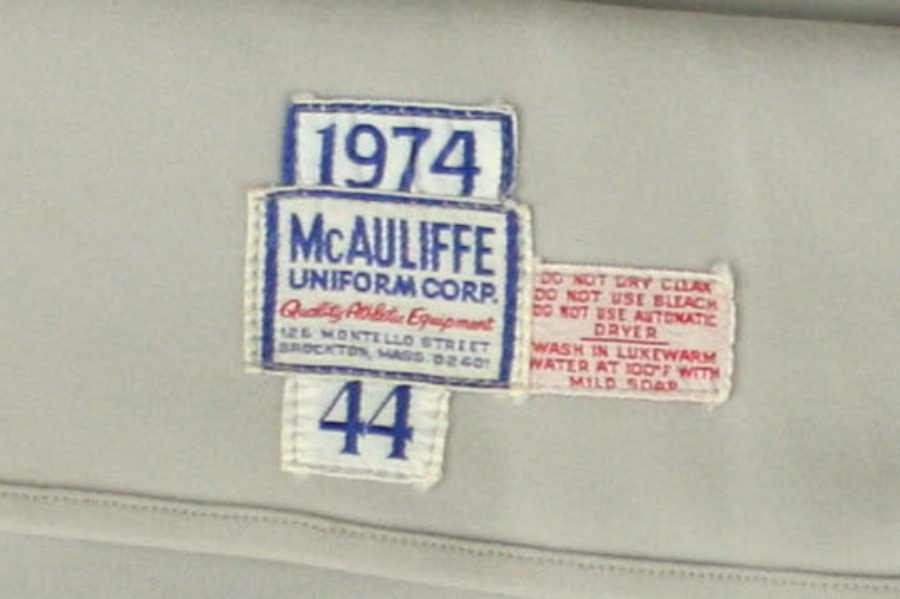 1974
McAULIFFE
UNIFORM CORP.
Quality Athletic Equipment
126 MONTELLO STREET
BROCKTON, MASS. 02401
44
DO NOT DRY CLEAN
DO NOT USE BLEACH
DO NOT USE AUTOMATIC
DRYER
WASH IN LUKEWARM
WATER AT 100°F WITH
MILD SOAP